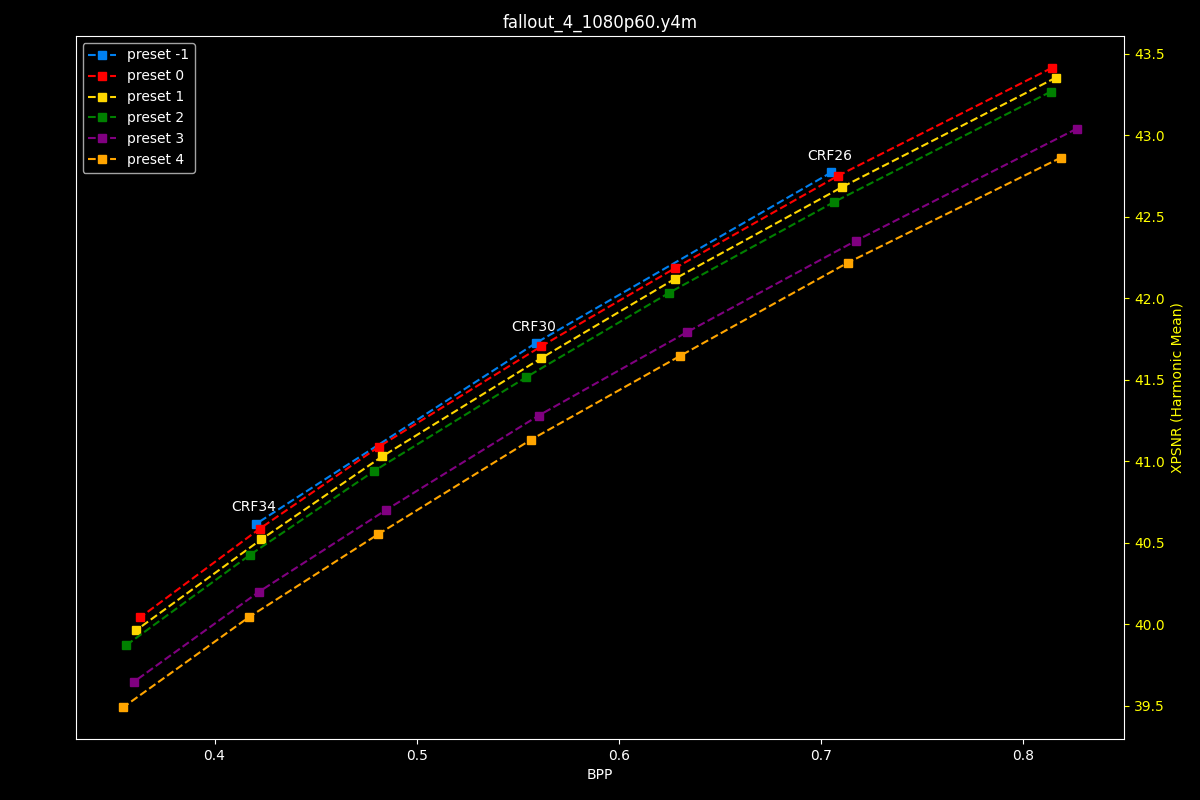 fallout_4_1080p60.y4m
preset -1
preset 0
preset 1
preset 2
preset 3
preset 4
CRF26
CRF30
CRF34
43.5
43.0
42.5
42.0
41.5
41.0
40.5
40.0
39.5
XPSNR (Harmonic Mean)
0.4 0.5 0.6 0.7 0.8
BPP